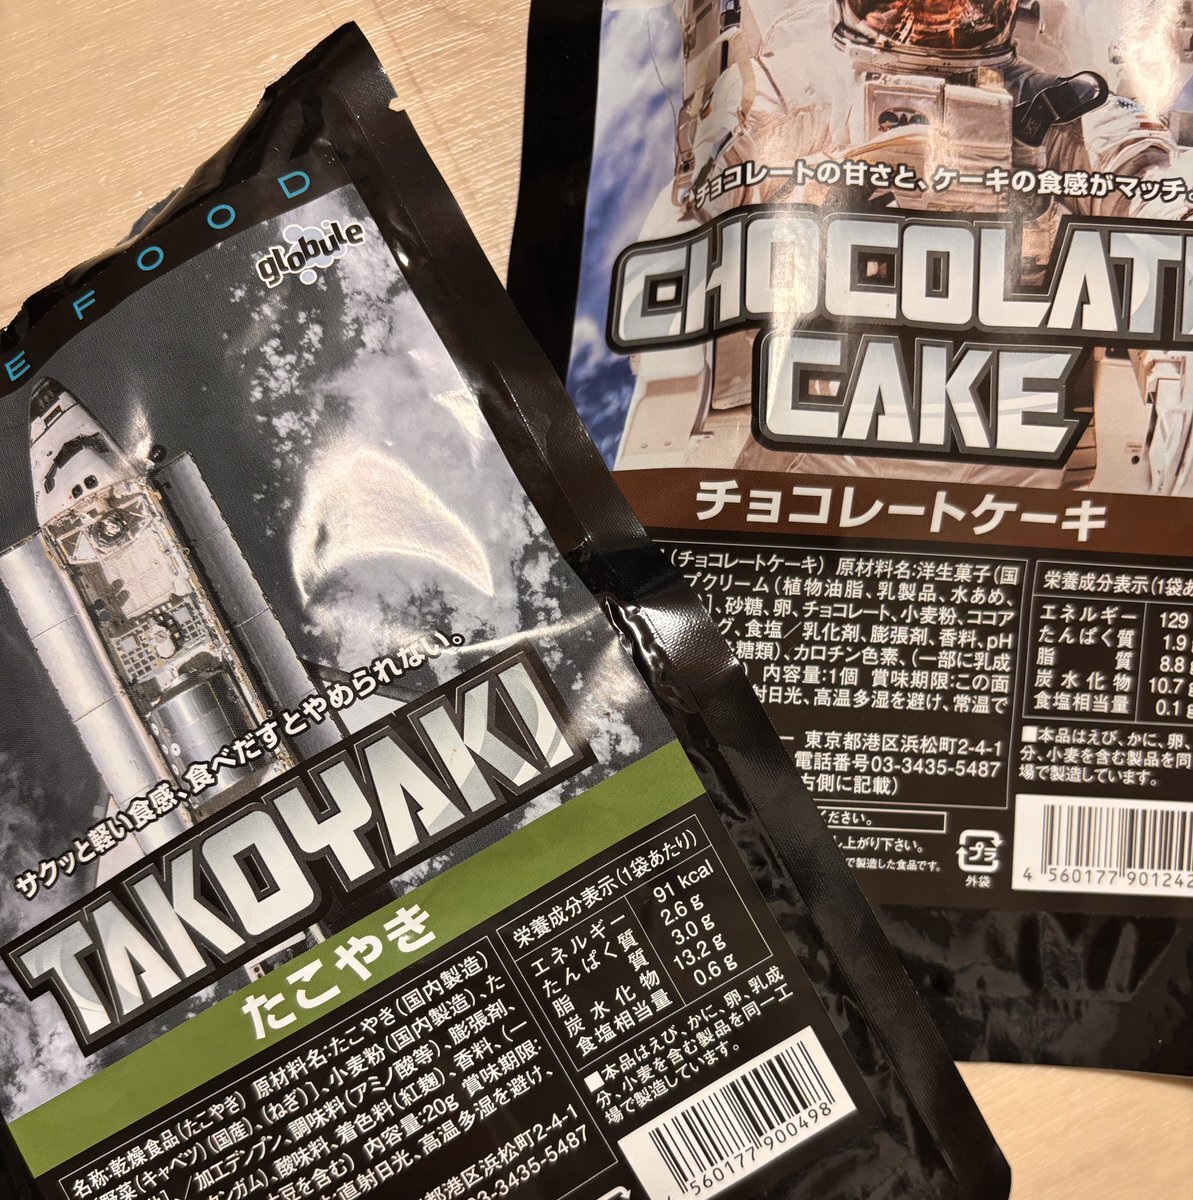 E FOOD
globule
サクッと軽い食感、食べだすとやめられない。
TAKOYAKI
たこやき
名称:乾燥食品(たこやき) 原材料名:たこやき(国内製造)
野菜(キャベツ(国産)、(ねぎ))、小麦粉(国内製造)、た
/加工デンプン、調味料(アミノ酸等)、膨張剤、
ンガム)、酸味料、着色料(紅麹)、香料、(一
大豆を含む) 内容量:20g 賞味期限:
直射日光、高温多湿を避け、
区浜松町2-4-1
03-3435-5487
栄養成分表示(1袋あたり)
エネルギー 91 kcal
たんぱく質 2.6 g
脂質 3.0 g
炭水化物 13.2 g
食塩相当量 0.6 g
■本品はえび、かに、卵、乳成
分、小麦を含む製品を同一工
場で製造しています。
4560177900498
チョコレートの甘さと、ケーキの食感がマッチ
CHOCOLATE
CAKE
チョコレートケーキ
(チョコレートケーキ) 原材料名:洋生菓子(国
プクリーム(植物油脂、乳製品、水あめ、
、砂糖、卵、チョコレート、小麦粉、ココア
グ、食塩/乳化剤、膨張剤、香料、pH
糖類)、カロチン色素、(一部に乳成
内容量:1個 賞味期限:この面
射日光、高温多湿を避け、常温で
ー 東京都港区浜松町2-4-1
電話番号03-3435-5487
右側に記載)
ださい。
し上がり下さい。
で製造した食品です。
プラ
外袋
栄養成分表示(1袋あ
エネルギー 129
たんぱく質 1.9
脂質 8.8
炭水化物 10.7 g
食塩相当量 0.1 g
■本品はえび、かに、卵、
分、小麦を含む製品を同
場で製造しています。
4 560177 901242